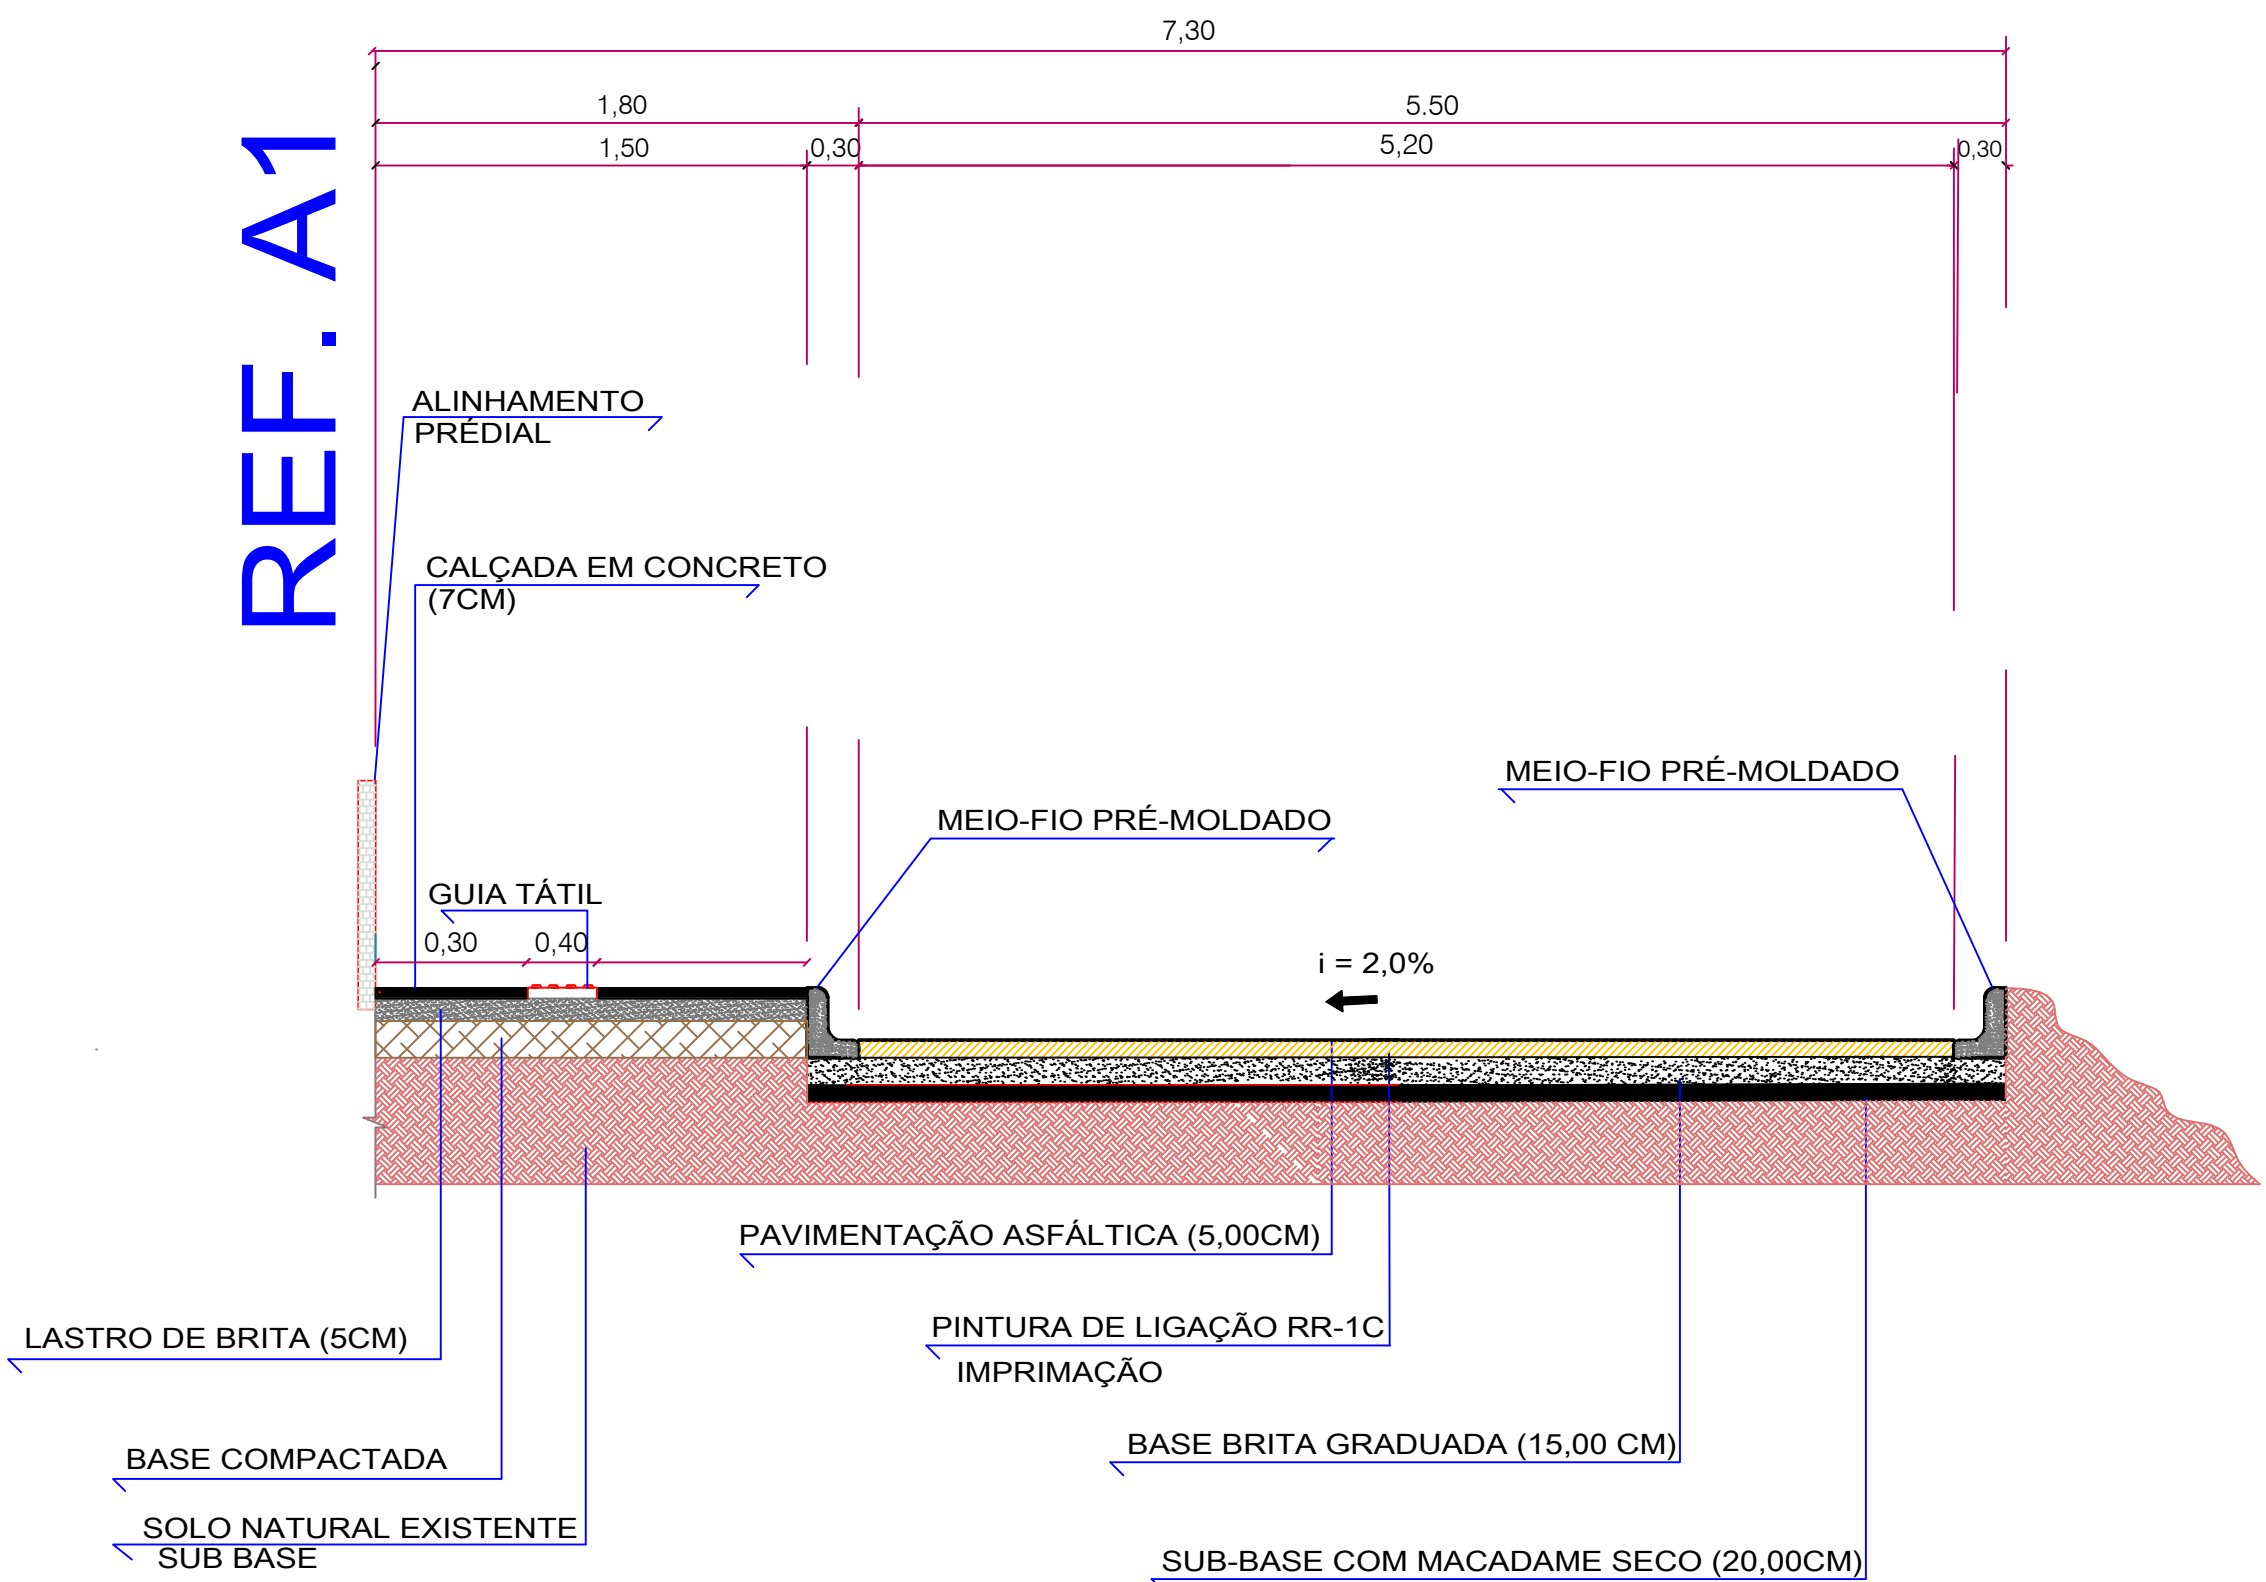 7,30
1,80
5.50
1,50
0,30
5,20
0,30
REF. A1
ALINHAMENTO
PRÉDIAL
CALÇADA EM CONCRETO
(7CM)
MEIO-FIO PRÉ-MOLDADO
MEIO-FIO PRÉ-MOLDADO
GUIA TÁTIL
0,30
0,40
i = 2,0%
PAVIMENTAÇÃO ASFÁLTICA (5,00CM)
LASTRO DE BRITA (5CM)
PINTURA DE LIGAÇÃO RR-1C
IMPRIMAÇÃO
BASE COMPACTADA
BASE BRITA GRADUADA (15,00 CM)
SOLO NATURAL EXISTENTE
SUB BASE
SUB-BASE COM MACADAME SECO (20,00CM)